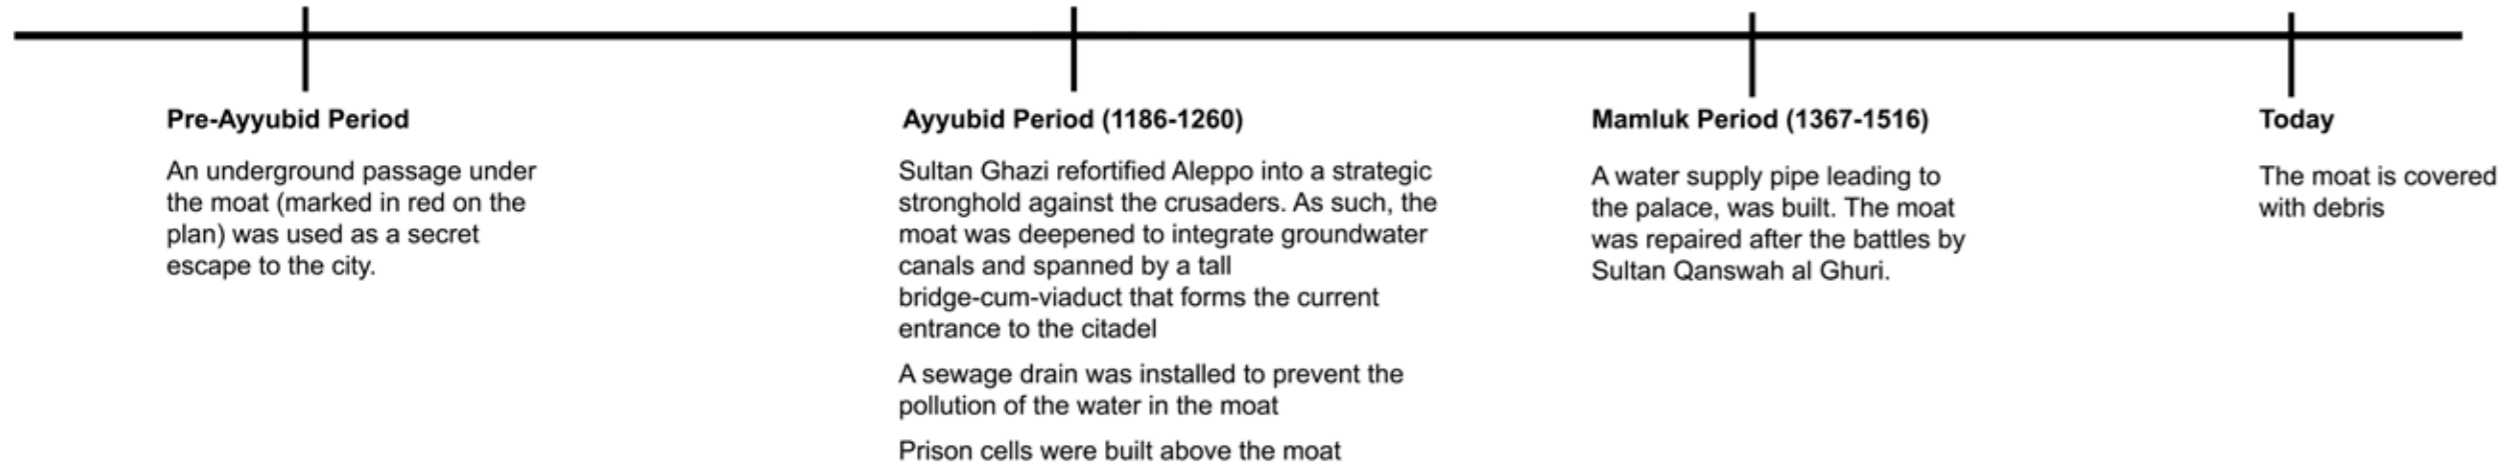 Pre-Ayyubid Period
An underground passage under
the moat (marked in red on the
plan) was used as a secret
escape to the city.
Ayyubid Period (1186-1260)
Sultan Ghazi refortified Aleppo into a strategic
stronghold against the crusaders. As such, the
moat was deepened to integrate groundwater
canals and spanned by a tall
bridge-cum-viaduct that forms the current
entrance to the citadel
A sewage drain was installed to prevent the
pollution of the water in the moat
Prison cells were built above the moat
Mamluk Period (1367-1516)
A water supply pipe leading to
the palace, was built. The moat
was repaired after the battles by
Sultan Qanswah al Ghuri.
Today
The moat is covered
with debris